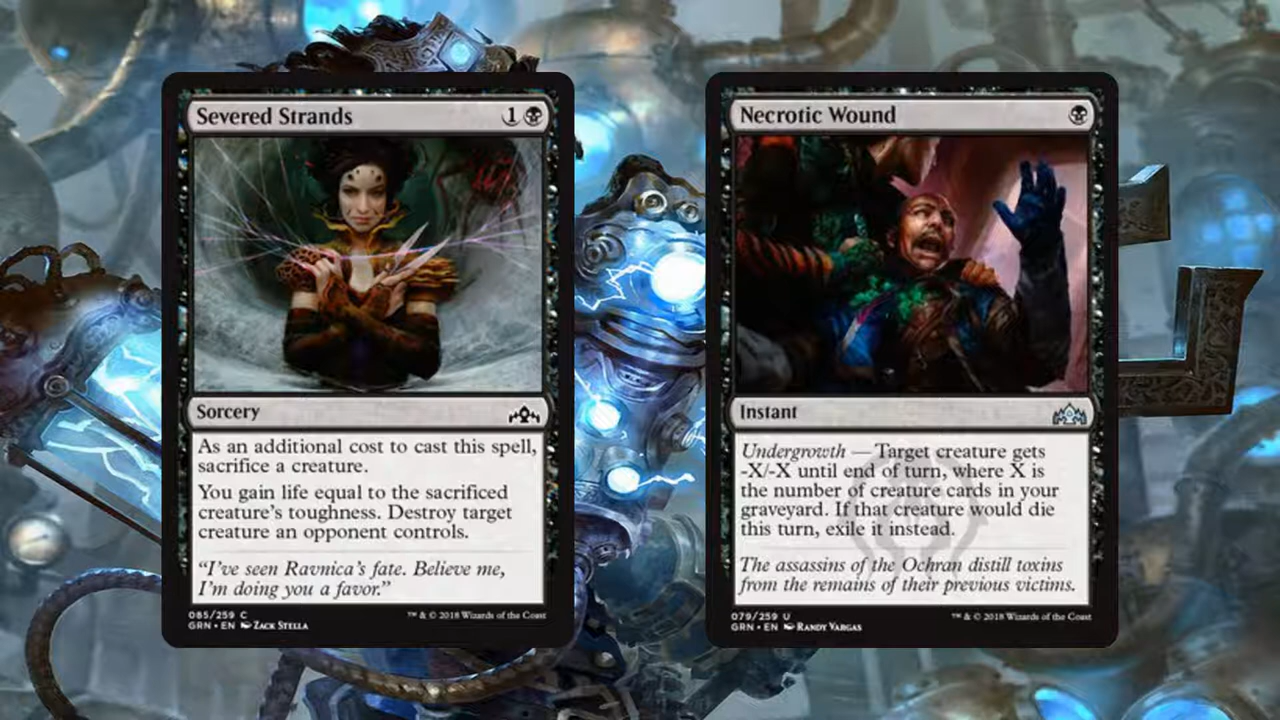 Severed Strands 1
Sorcery
As an additional cost to cast this spell,
sacrifice a creature.
You gain life equal to the sacrificed
creature's toughness. Destroy target
creature an opponent controls.
"I've seen Ravnica's fate. Believe me,
I'm doing you a favor."
085/259 C
GRN • EN Zack Stella
™ & © 2018 Wizards of the Coast
Necrotic Wound
Instant
Undergrowth — Target creature gets
-X/-X until end of turn, where X is
the number of creature cards in your
graveyard. If that creature would die
this turn, exile it instead.
The assassins of the Ochran distill toxins
from the remains of their previous victims.
079/259 U
GRN • EN Randy Vargas
™ & © 2018 Wizards of the Coast